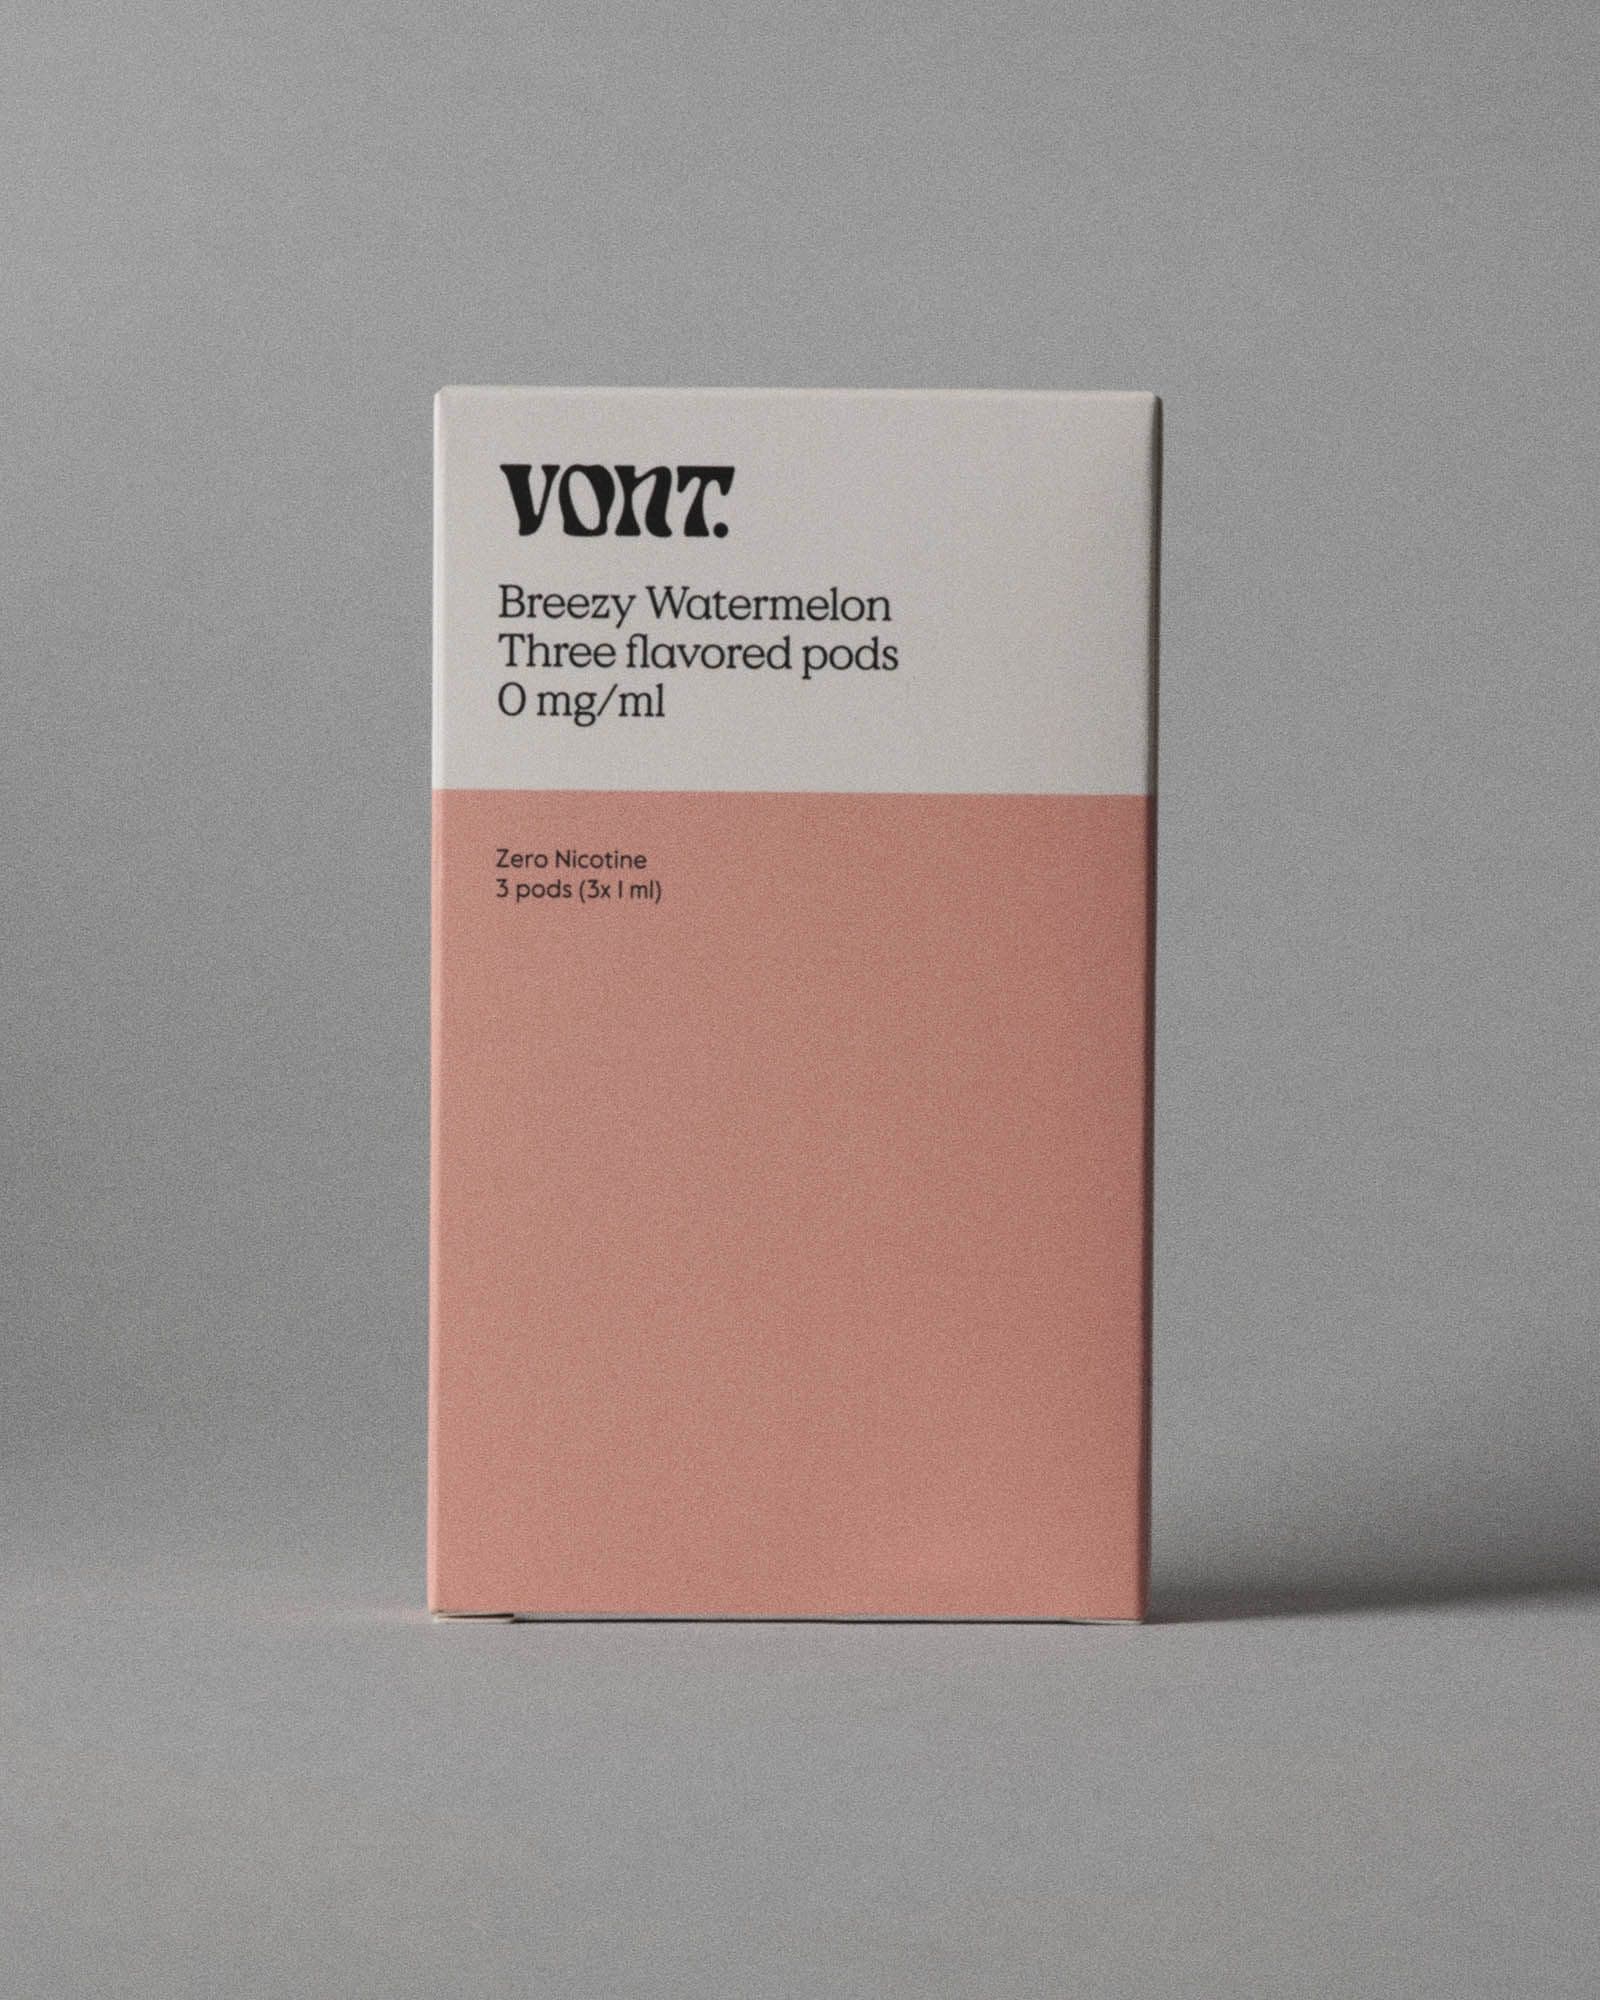 VONT.
Breezy Watermelon
Three flavored pods
0 mg/ml
Zero Nicotine
3 pods (3x 1 ml)